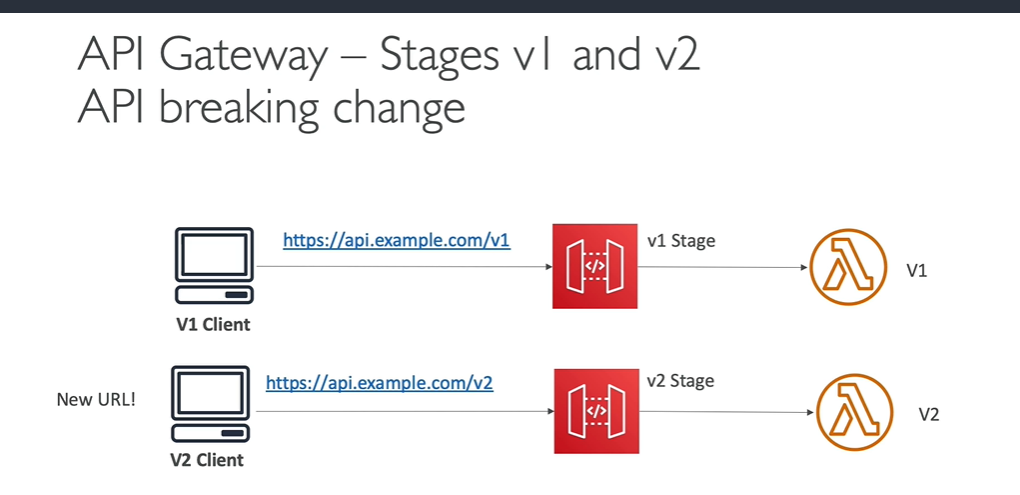 API Gateway – Stages v1 and v2
API breaking change
https://api.example.com/v1
v1 Stage
</>
V1
V1 Client
New URL!
https://api.example.com/v2
v2 Stage
</>
V2
V2 Client